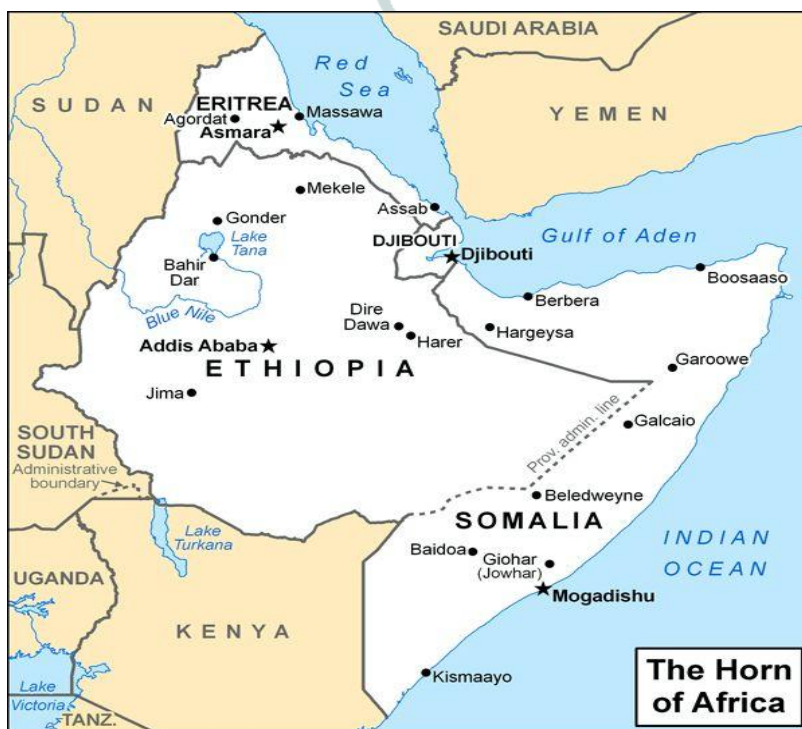 SAUDI ARABIA
Red
Sea
SUDAN
YEMEN
ERITREA
Massawa
Agordat
Asmara
Mekele
Assab
Gonder
Lake
Tana
DJIBOUTI
Djibouti
Gulf of Aden
Bahir
Dar
Boosaaso
Blue Nile
Berbera
Dire
Dawa
Hargeysa
Harer
Addis Ababa
ETHIOPIA
Garoowe
Jima
Prov. admin. line
Galcaio
SOUTH
SUDAN
Administrative
boundary
Beledweyne
SOMALIA
Lake
Turkana
INDIAN
OCEAN
Baidoa
Giohar
(Jowhar)
UGANDA
Mogadishu
KENYA
Kismaayo
The Horn
of Africa
Lake
Victoria
TANZ.